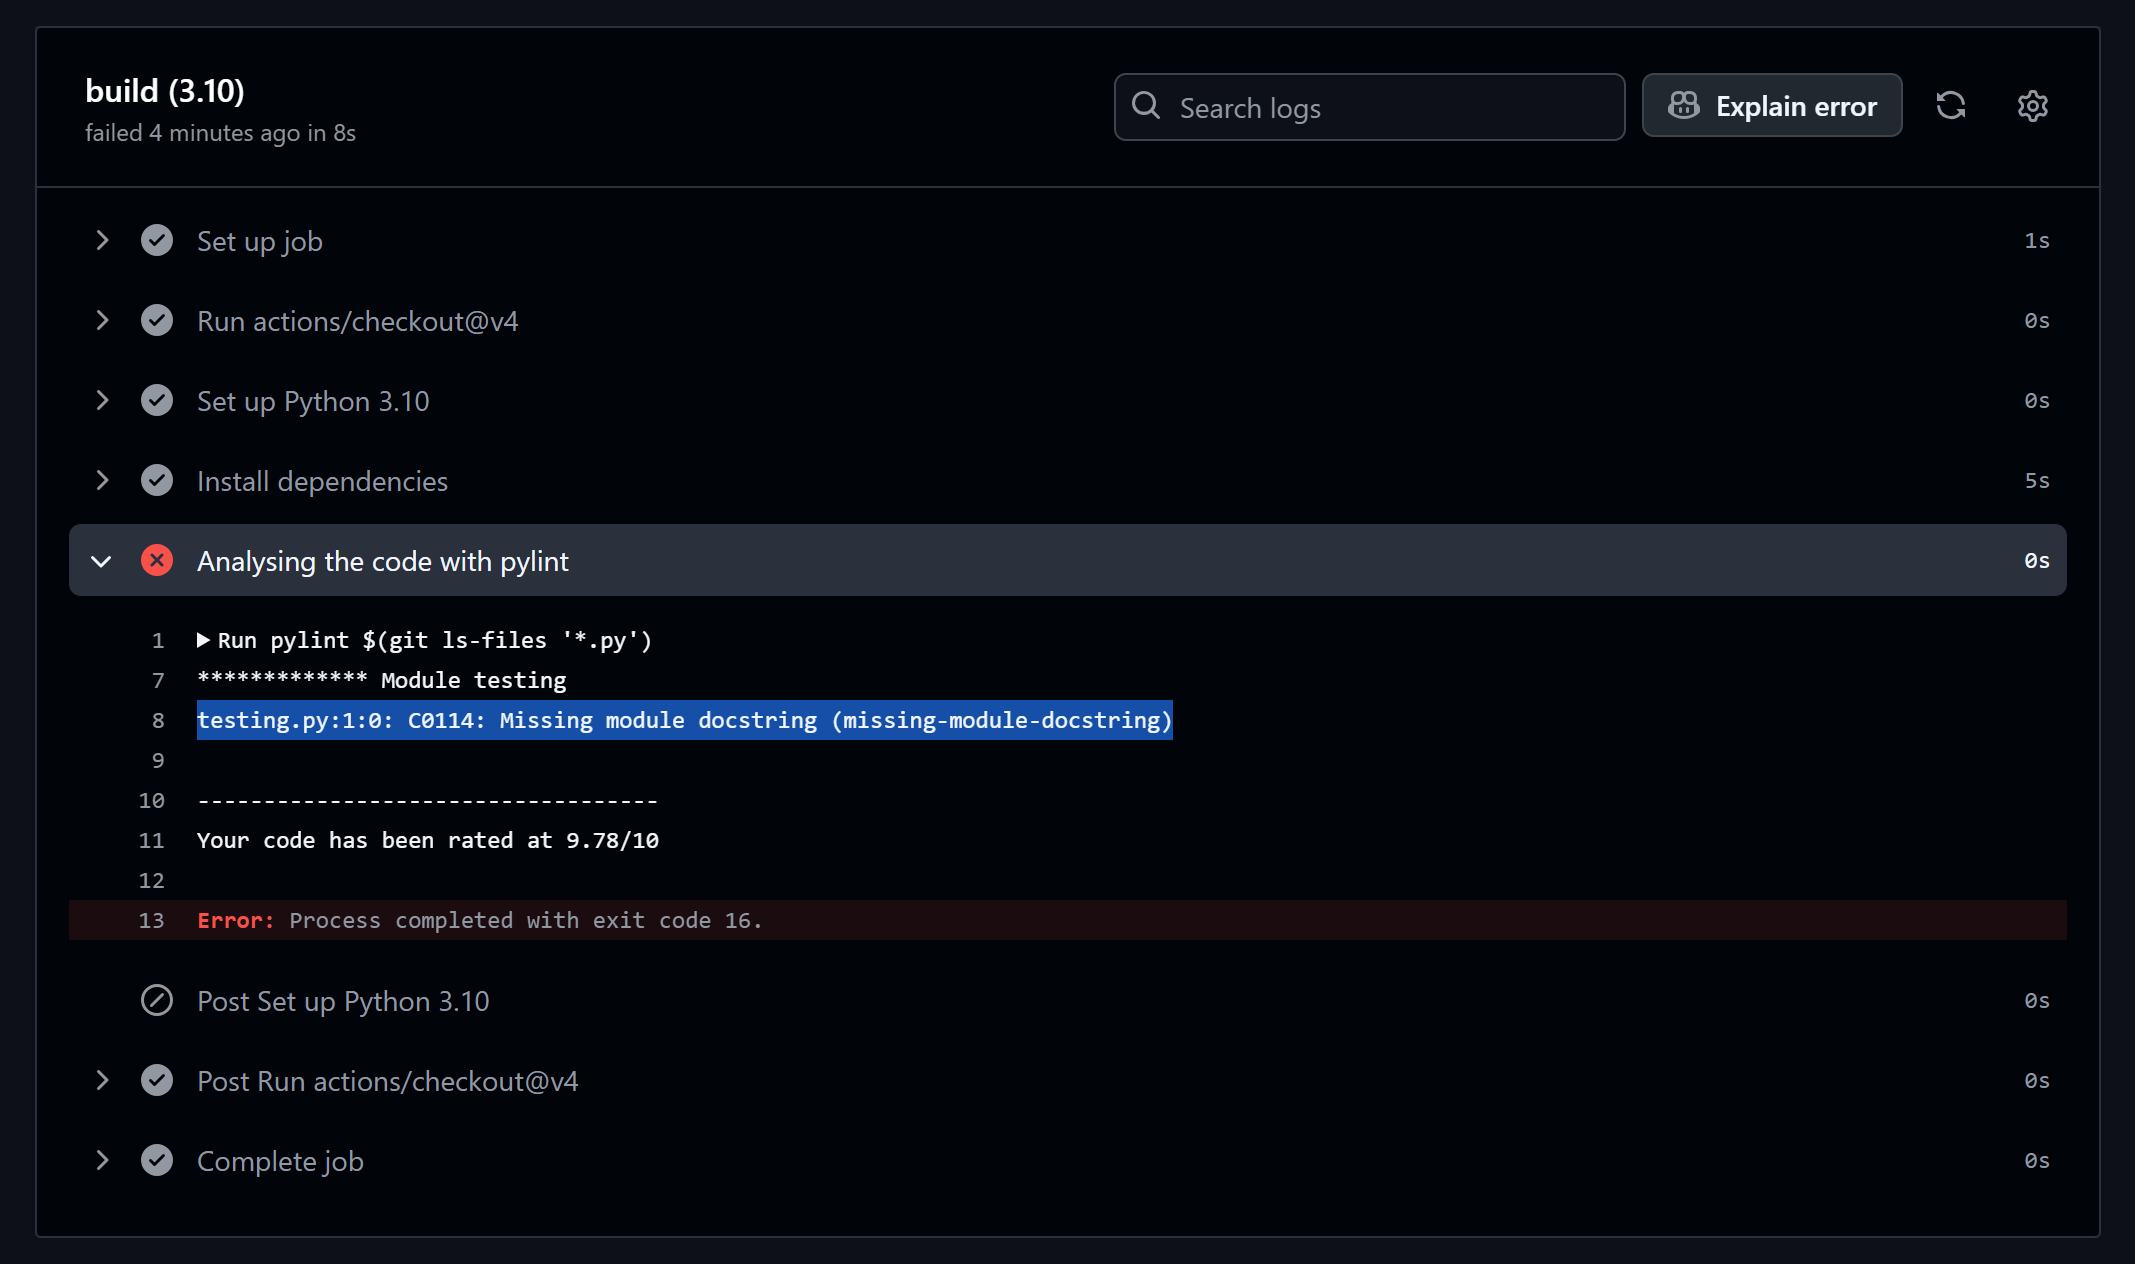 build (3.10)
failed 4 minutes ago in 8s
Search logs
Explain error
Set up job 1s
Run actions/checkout@v4 0s
Set up Python 3.10 0s
Install dependencies 5s
Analysing the code with pylint 0s
1 Run pylint $(git ls-files '*.py')
7 ************* Module testing
8 testing.py:1:0: C0114: Missing module docstring (missing-module-docstring)
9
10 -----------------------------------
11 Your code has been rated at 9.78/10
12
13 Error: Process completed with exit code 16.
Post Set up Python 3.10 0s
Post Run actions/checkout@v4 0s
Complete job 0s